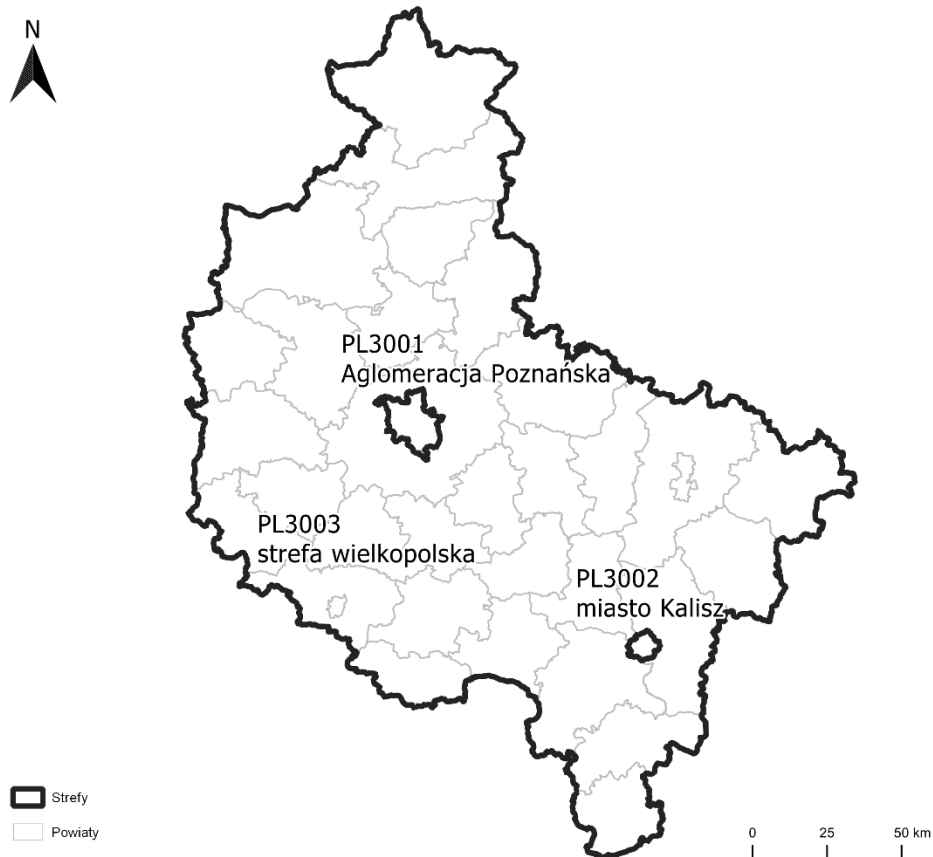 N
PL3001
Aglomeracja Poznańska
PL3003
strefa wielkopolska
PL3002
miasto Kalisz
Strefy
Powiaty
0 25 50 km